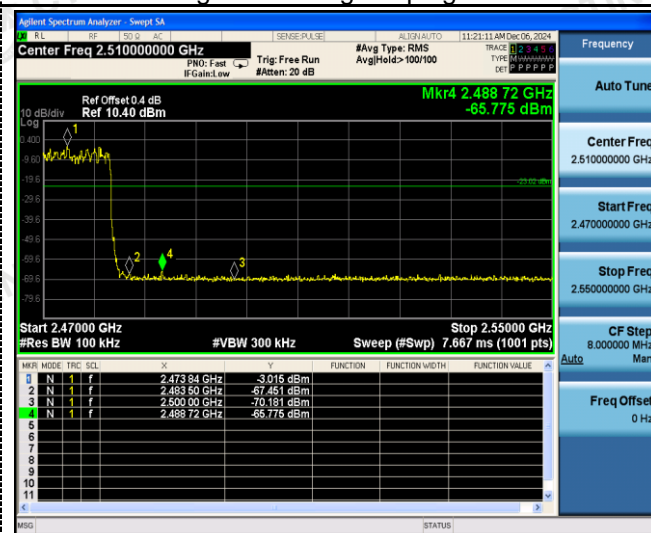 Agilent Spectrum Analyzer - Swept SA
RL RF 50 Ω AC SENSE:PULSE ALIGN AUTO 11:21:11 AM Dec 06, 2024
Center Freq 2.510000000 GHz #Avg Type: RMS TRACE 1 2 3 4 5 6
PNO: Fast Trig: Free Run Avg|Hold:>100/100 TYPE M
IFGain:Low #Atten: 20 dB DET P P P P P P
Frequency
Auto Tune
Ref Offset 0.4 dB Mkr4 2.488 72 GHz
10 dB/div Ref 10.40 dBm -65.775 dBm
Log
0.400
-9.60
-19.6
-29.6
-39.6
-49.6
-59.6
-69.6
-79.6
1
2
4
3
-23.02 dBm
Center Freq
2.510000000 GHz
Start Freq
2.470000000 GHz
Stop Freq
2.550000000 GHz
Start 2.47000 GHz Stop 2.55000 GHz
#Res BW 100 kHz #VBW 300 kHz Sweep (#Swp) 7.667 ms (1001 pts)
CF Step
8.000000 MHz
Auto Man
Freq Offset
0 Hz
MKR MODE TRC SCL X Y FUNCTION FUNCTION WIDTH FUNCTION VALUE
1 N 1 f 2.473 84 GHz -3.015 dBm
2 N 1 f 2.483 50 GHz -67.451 dBm
3 N 1 f 2.500 00 GHz -70.181 dBm
4 N 1 f 2.488 72 GHz -65.775 dBm
5
6
7
8
9
10
11
MSG STATUS